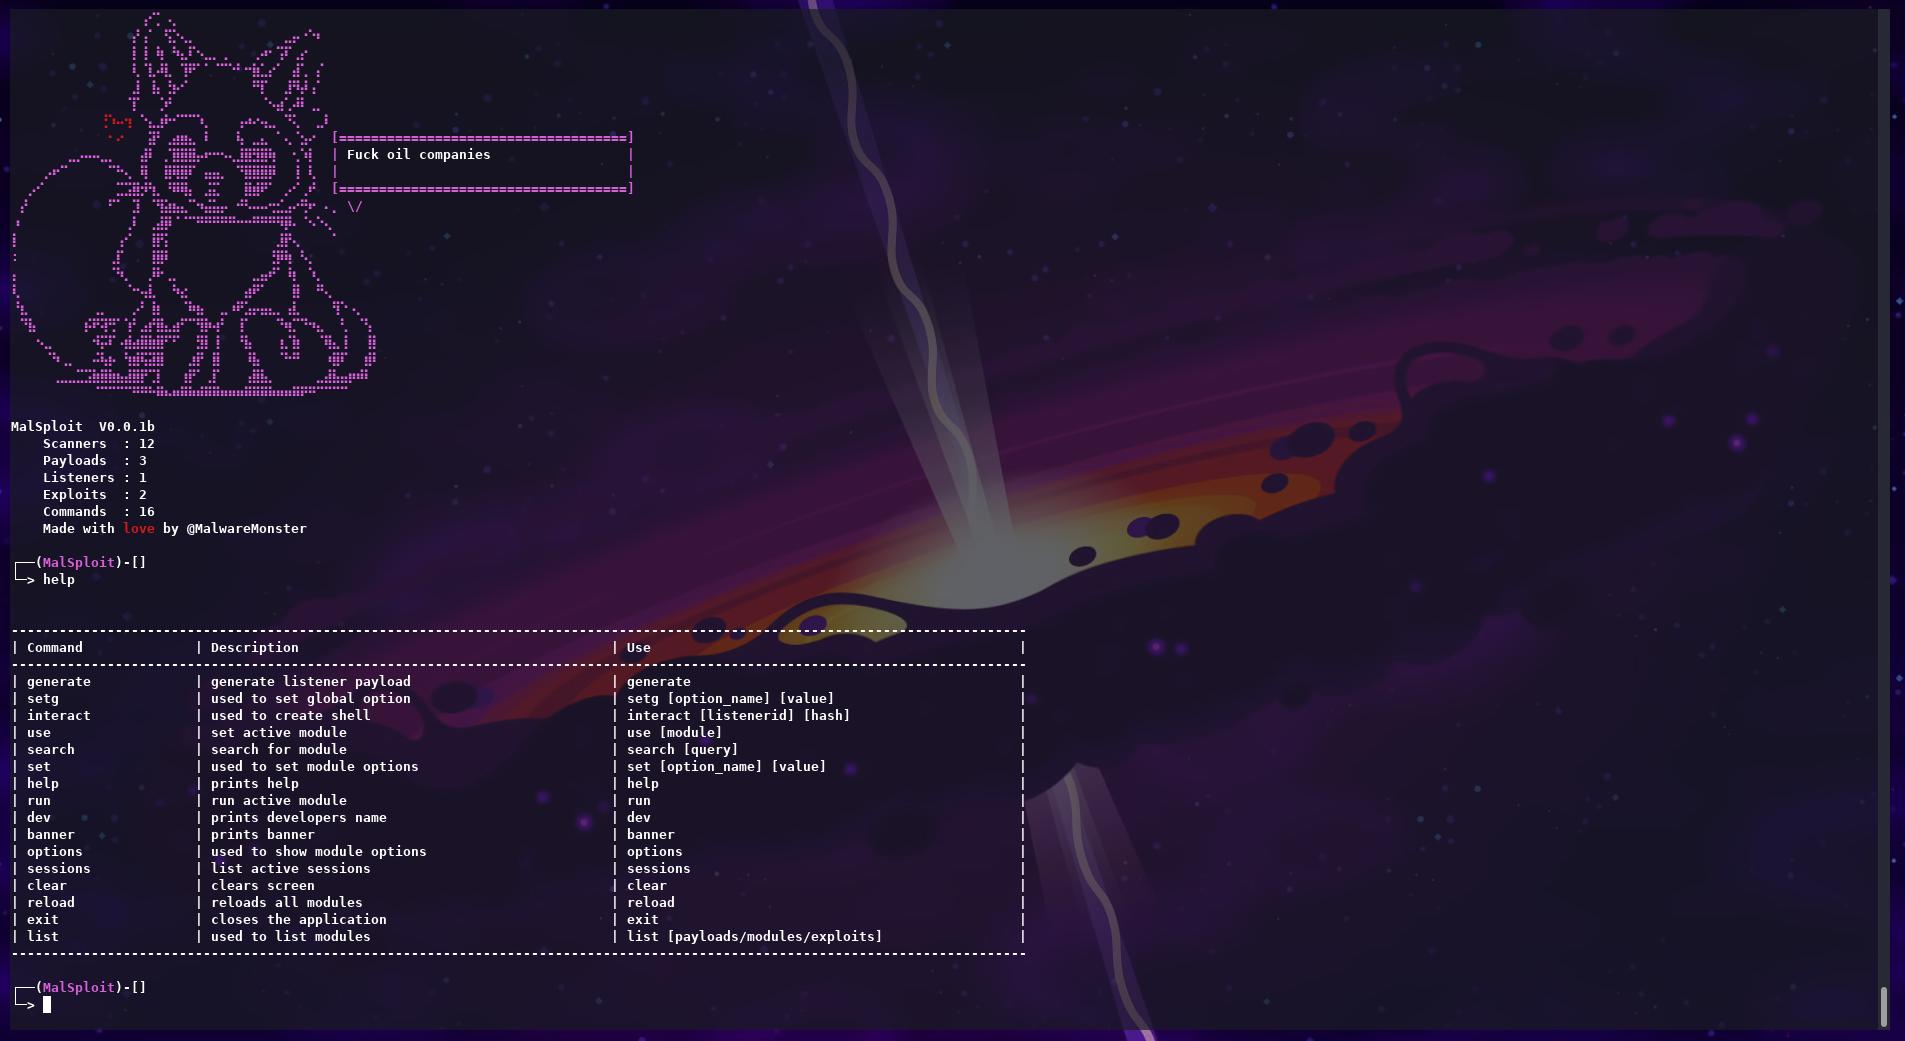 [====================================]
| Fuck oil companies                 |
|                                    |
[====================================]
\/
MalSploit  V0.0.1b
    Scanners  : 12
    Payloads  : 3
    Listeners : 1
    Exploits  : 2
    Commands  : 16
    Made with love by @MalwareMonster
┌──(MalSploit)-[]
└─> help
| Command | Description | Use |
| generate | generate listener payload | generate |
| setg | used to set global option | setg [option_name] [value] |
| interact | used to create shell | interact [listenerid] [hash] |
| use | set active module | use [module] |
| search | search for module | search [query] |
| set | used to set module options | set [option_name] [value] |
| help | prints help | help |
| run | run active module | run |
| dev | prints developers name | dev |
| banner | prints banner | banner |
| options | used to show module options | options |
| sessions | list active sessions | sessions |
| clear | clears screen | clear |
| reload | reloads all modules | reload |
| exit | closes the application | exit |
| list | used to list modules | list [payloads/modules/exploits] |
┌──(MalSploit)-[]
└─>